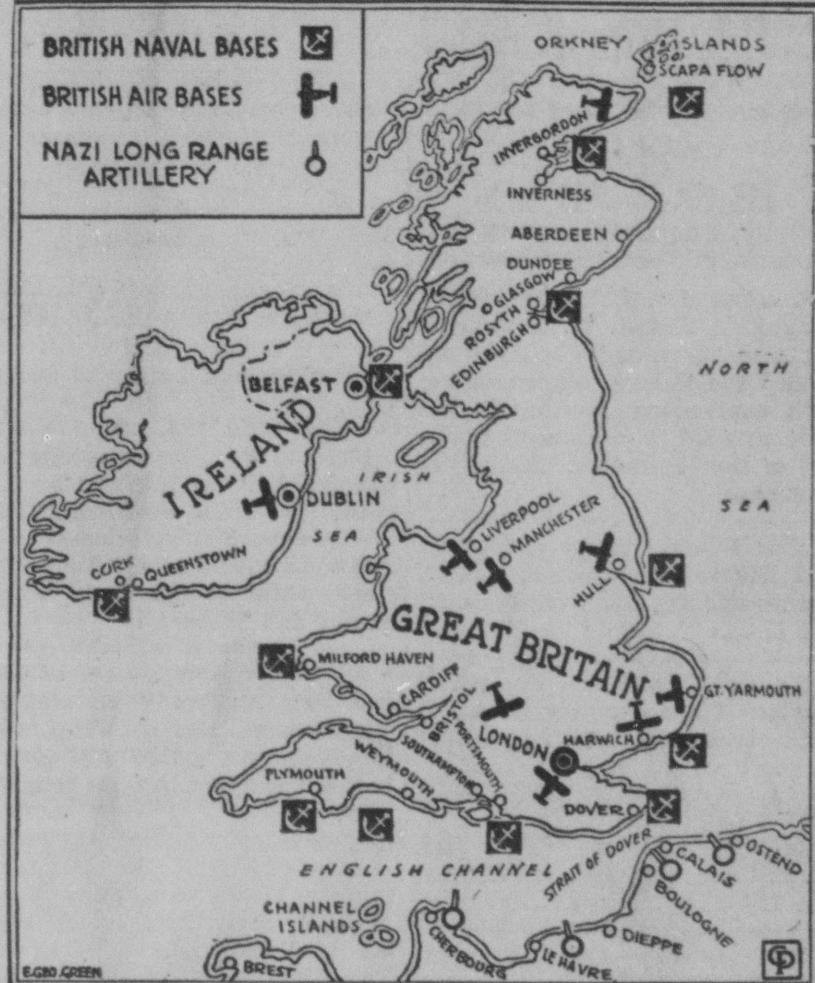 BRITISH NAVAL BASES
BRITISH AIR BASES
NAZI LONG RANGE
ARTILLERY
ORKNEY ISLANDS
SCAPA FLOW
INVERGORDON
INVERNESS
ABERDEEN
DUNDEE
GLASGOW
ROSYTH
EDINBURGH
NORTH
SEA
BELFAST
IRELAND
DUBLIN
IRISH
SEA
LIVERPOOL
MANCHESTER
HULL
CORK
QUEENSTOWN
GREAT BRITAIN
MILFORD HAVEN
CARDIFF
BRISTOL
GT. YARMOUTH
HARWICH
LONDON
PORTSMOUTH
SOUTHAMPTON
WEYMOUTH
PLYMOUTH
DOVER
STRAIT OF DOVER
ENGLISH CHANNEL
CALAIS
OSTEND
BOULOGNE
CHANNEL
ISLANDS
CHERBOURG
LE HAVRE
DIEPPE
BREST
E.GEO.GREEN
CP